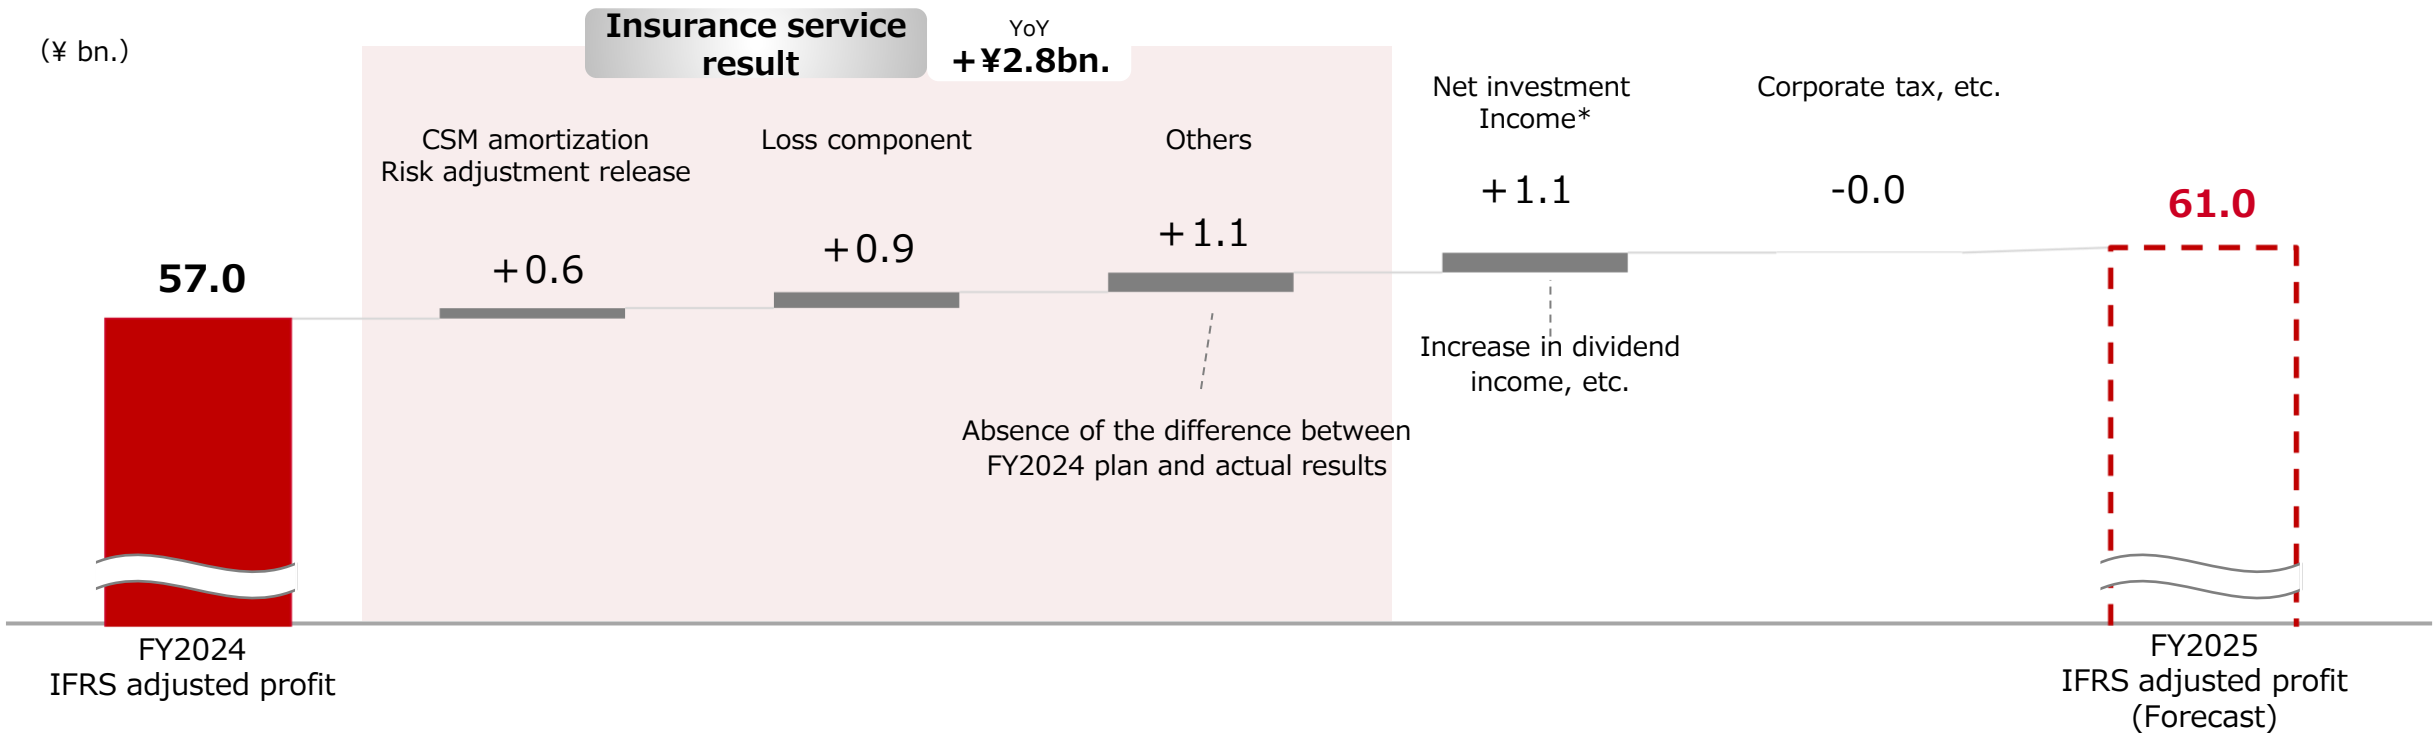 (¥ bn.)
Insurance service
result
YoY
+¥2.8bn.
CSM amortization
Risk adjustment release
Loss component
Others
Net investment
Income*
Corporate tax, etc.
57.0
+0.6
+0.9
+1.1
+1.1
-0.0
61.0
Increase in dividend
income, etc.
Absence of the difference between
FY2024 plan and actual results
FY2024
IFRS adjusted profit
FY2025
IFRS adjusted profit
(Forecast)